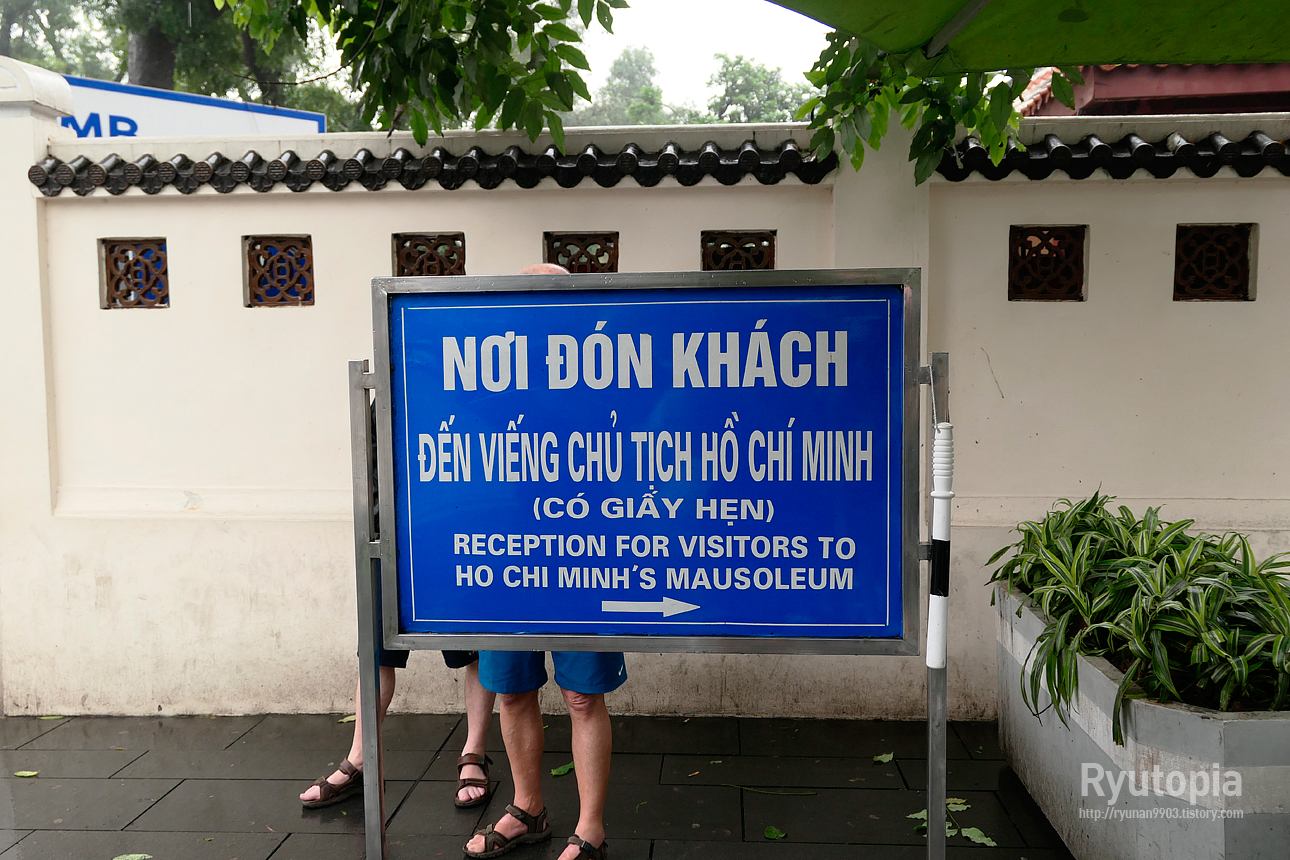 MB
NƠI ĐÓN KHÁCH
ĐẾN VIẾNG CHỦ TỊCH HỒ CHÍ MINH
(CÓ GIẤY HẸN)
RECEPTION FOR VISITORS TO
HO CHI MINH'S MAUSOLEUM
Ryutopia
http://ryunan9903.tistory.com